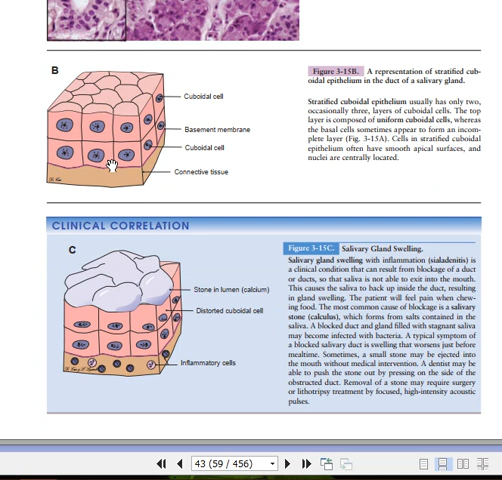 B
Cuboidal cell
Basement membrane
Cuboidal cell
Connective tissue
Figure 3-15B. A representation of stratified cub-
oidal epithelium in the duct of a salivary gland.
Stratified cuboidal epithelium usually has only two,
occasionally three, layers of cuboidal cells. The top
layer is composed of uniform cuboidal cells, whereas
the basal cells sometimes appear to form an incom-
plete layer (Fig. 3-15A). Cells in stratified cuboidal
epithelium often have smooth apical surfaces, and
nuclei are centrally located.
CLINICAL CORRELATION
C
Stone in lumen (calcium)
Distorted cuboidal cell
Inflammatory cells
Figure 3-15C. Salivary Gland Swelling.
Salivary gland swelling with inflammation (sialadenitis) is
a clinical condition that can result from blockage of a duct
or ducts, so that saliva is not able to exit into the mouth.
This causes the saliva to back up inside the duct, resulting
in gland swelling. The patient will feel pain when chew-
ing food. The most common cause of blockage is a salivary
stone (calculus), which forms from salts contained in the
saliva. A blocked duct and gland filled with stagnant saliva
may become infected with bacteria. A typical symptom of
a blocked salivary duct is swelling that worsens just before
mealtime. Sometimes, a small stone may be ejected into
the mouth without medical intervention. A dentist may be
able to push the stone out by pressing on the side of the
obstructed duct. Removal of a stone may require surgery
or lithotripsy treatment by focused, high-intensity acoustic
pulses.
43 (59 / 456)